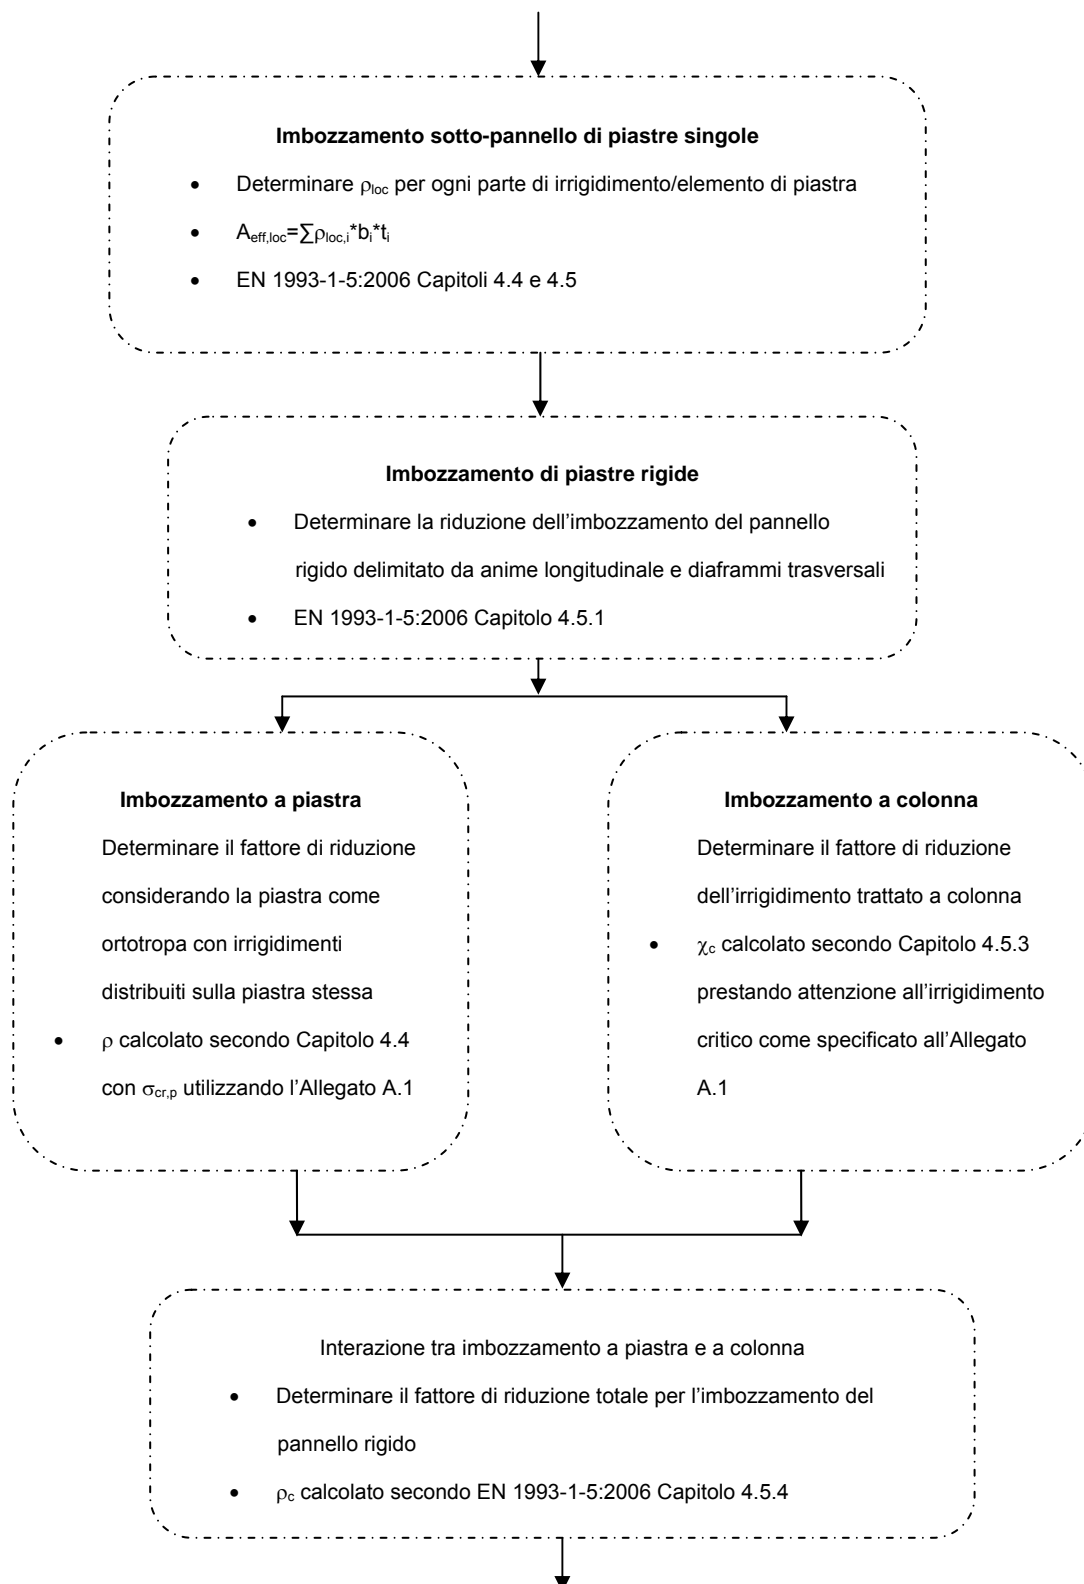 Imbozzamento sotto-pannello di piastre singole
• Determinare ρloc per ogni parte di irrigidimento/elemento di piastra
• Aeff,loc=∑ρloc,i*bi*ti
• EN 1993-1-5:2006 Capitoli 4.4 e 4.5
Imbozzamento di piastre rigide
• Determinare la riduzione dell’imbozzamento del pannello
rigido delimitato da anime longitudinale e diaframmi trasversali
• EN 1993-1-5:2006 Capitolo 4.5.1
Imbozzamento a piastra
Determinare il fattore di riduzione
considerando la piastra come
ortotropa con irrigidimenti
distribuiti sulla piastra stessa
• ρ calcolato secondo Capitolo 4.4
con σcr,p utilizzando l’Allegato A.1
Imbozzamento a colonna
Determinare il fattore di riduzione
dell’irrigidimento trattato a colonna
• χc calcolato secondo Capitolo 4.5.3
prestando attenzione all’irrigidimento
critico come specificato all’Allegato
A.1
Interazione tra imbozzamento a piastra e a colonna
• Determinare il fattore di riduzione totale per l’imbozzamento del
pannello rigido
• ρc calcolato secondo EN 1993-1-5:2006 Capitolo 4.5.4